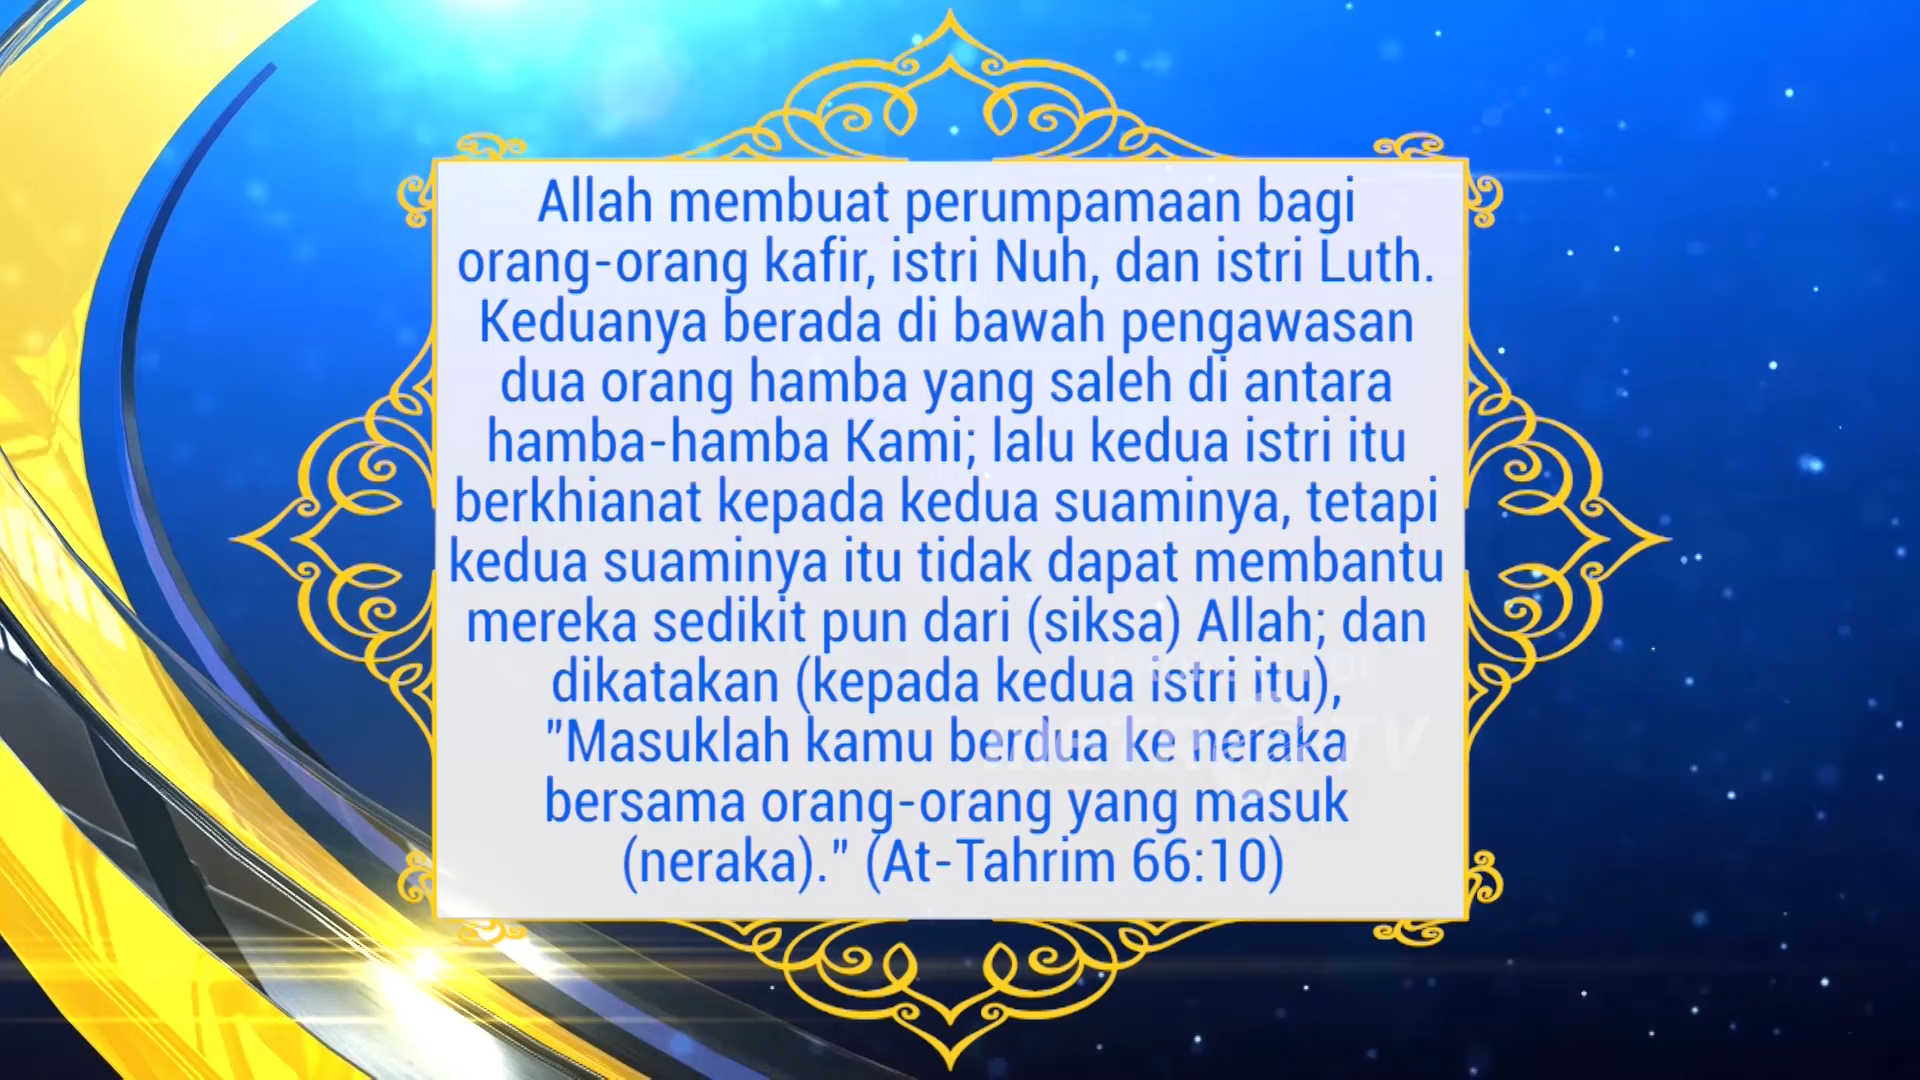 Allah membuat perumpamaan bagi
orang-orang kafir, istri Nuh, dan istri Luth.
Keduanya berada di bawah pengawasan
dua orang hamba yang saleh di antara
hamba-hamba Kami; lalu kedua istri itu
berkhianat kepada kedua suaminya, tetapi
kedua suaminya itu tidak dapat membantu
mereka sedikit pun dari (siksa) Allah; dan
dikatakan (kepada kedua istri itu),
"Masuklah kamu berdua ke neraka
bersama orang-orang yang masuk
(neraka)." (At-Tahrim 66:10)
TV